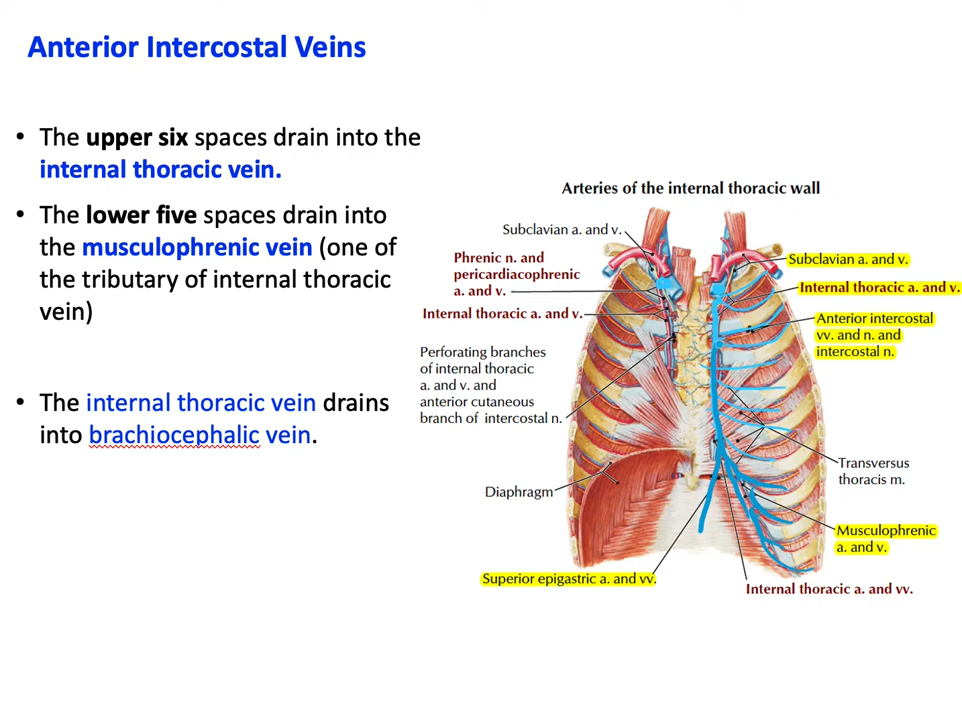 Anterior Intercostal Veins
• The upper six spaces drain into the
internal thoracic vein.
• The lower five spaces drain into
the musculophrenic vein (one of
the tributary of internal thoracic
vein)
• The internal thoracic vein drains
into brachiocephalic vein.
Arteries of the internal thoracic wall
Subclavian a. and v.
Phrenic n. and
pericardiacophrenic
a. and v.
Internal thoracic a. and v.
Perforating branches
of internal thoracic
a. and v. and
anterior cutaneous
branch of intercostal n.
Diaphragm
Superior epigastric a. and vv.
Subclavian a. and v.
Internal thoracic a. and v.
Anterior intercostal
vv. and n. and
intercostal n.
Transversus
thoracis m.
Musculophrenic
a. and v.
Internal thoracic a. and vv.